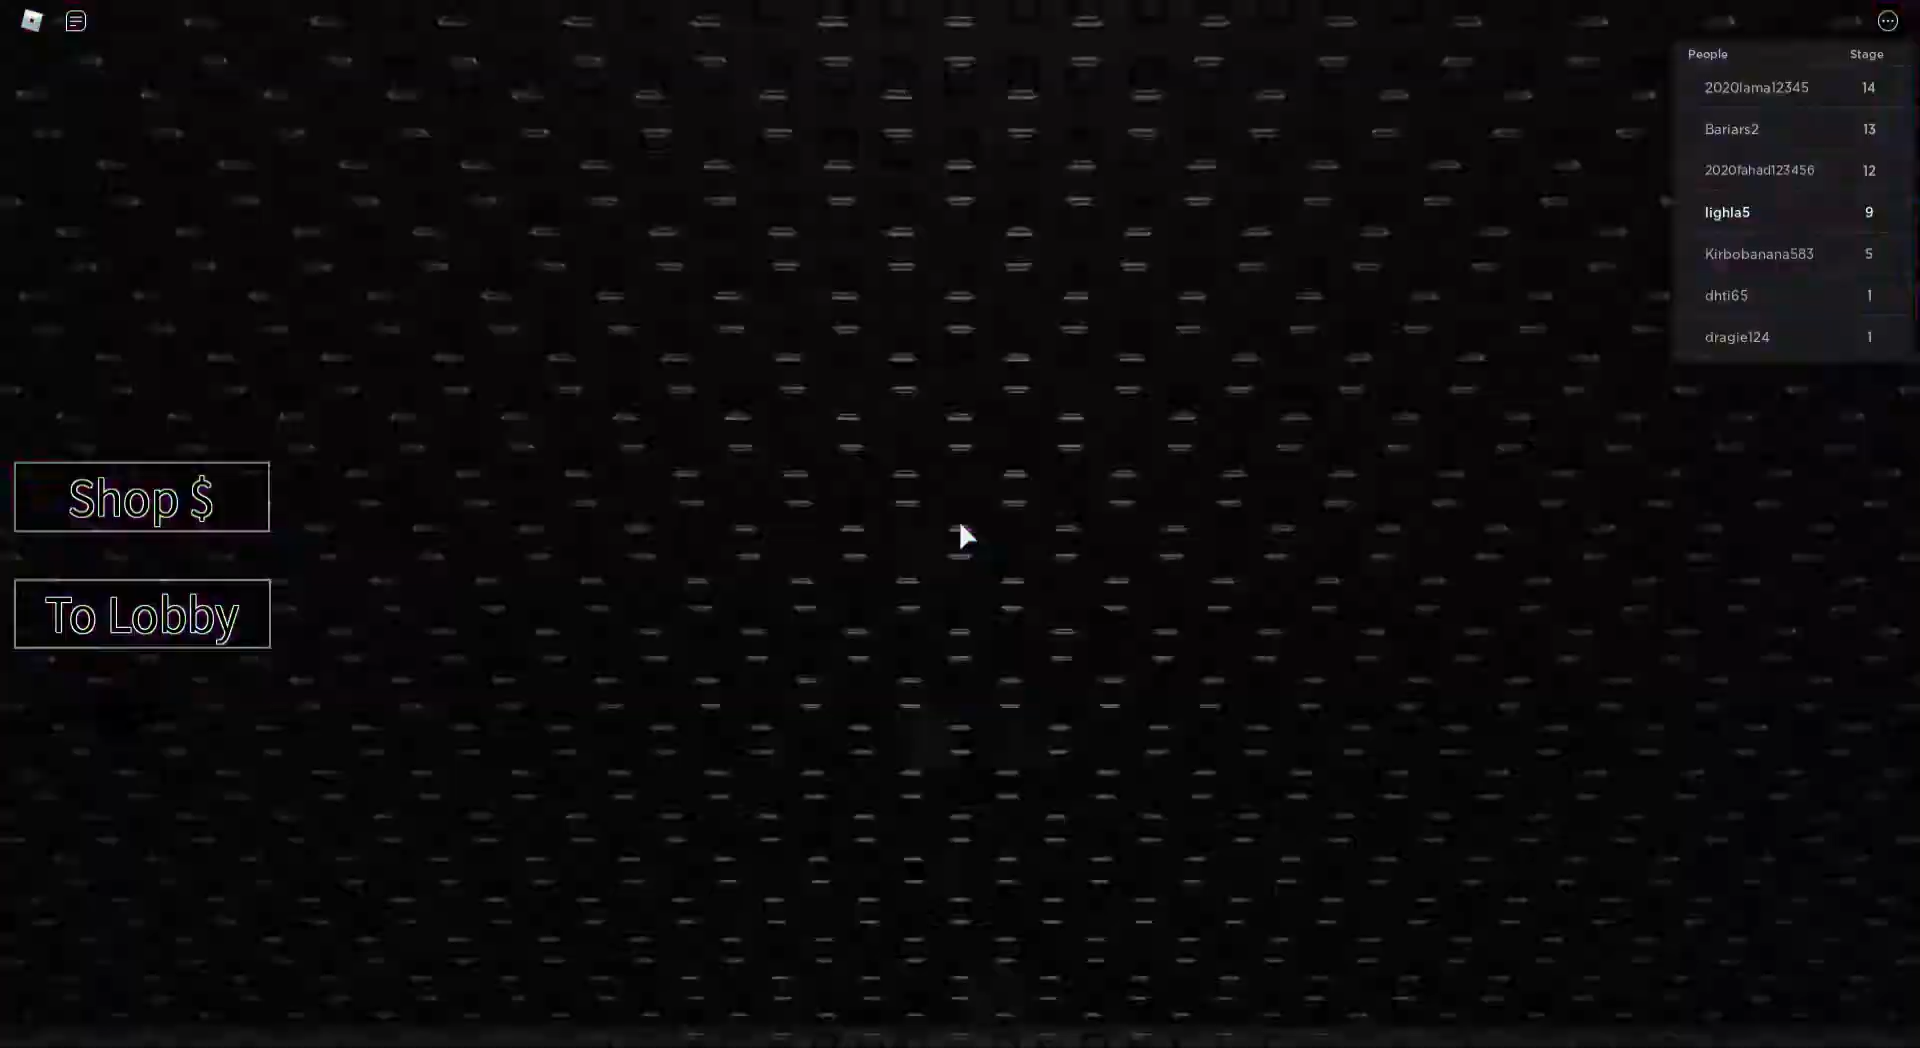 People Stage
2020lama12345 14
Bariars2 13
2020fahad123456 12
lighla5 9
Kirbobanana583 5
dhti65 1
dragie124 1
Shop $
To Lobby